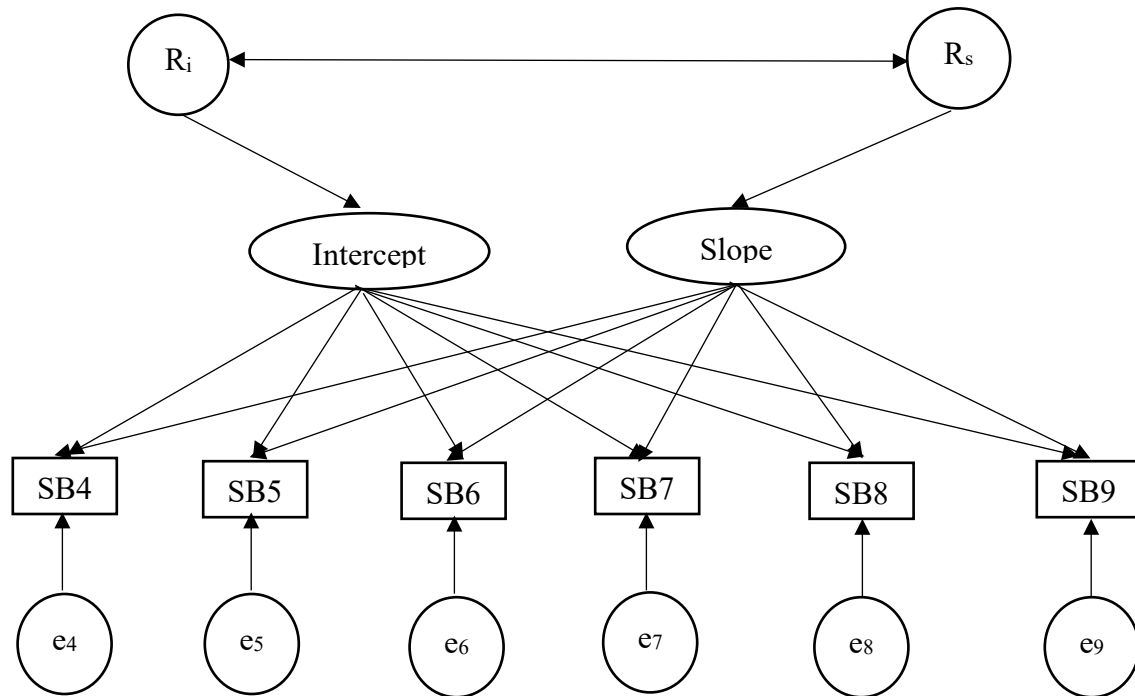 Rᵢ
Rₛ
Intercept
Slope
SB4
SB5
SB6
SB7
SB8
SB9
e4
e5
e6
e7
e8
e9